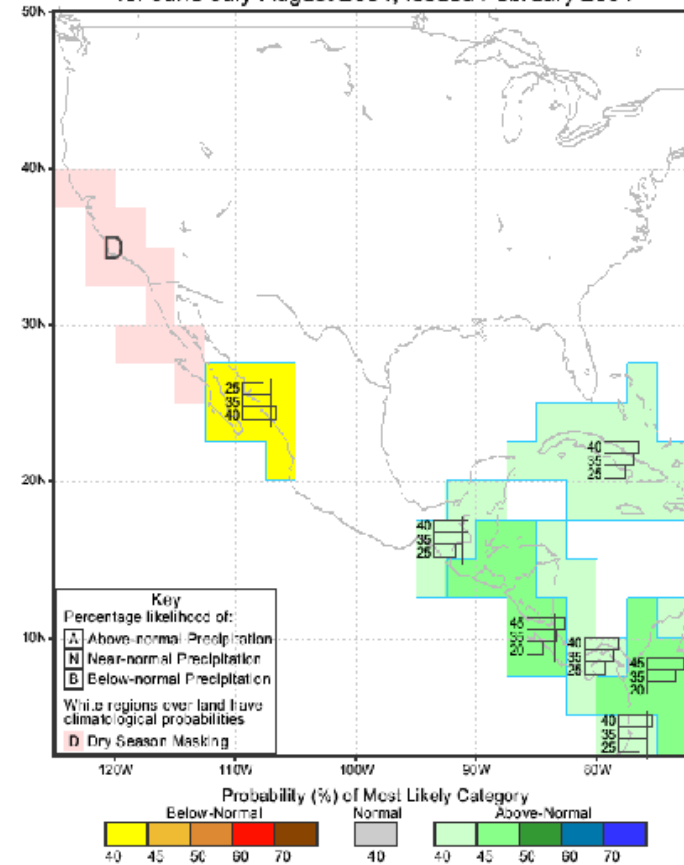 50N
40N
D
30N
25
35
40
40
35
25
20N
40
35
25
45
35
20
40
35
25
45
35
20
40
35
25
10N
Key
Percentage likelihood of:
A Above-normal Precipitation
N Near-normal Precipitation
B Below-normal Precipitation
White regions over land have
climatological probabilities
D Dry Season Masking
120W 110W 100W 90W 80W
Probability (%) of Most Likely Category
Below-Normal Normal Above-Normal
40 45 50 60 70 40 40 45 50 60 70